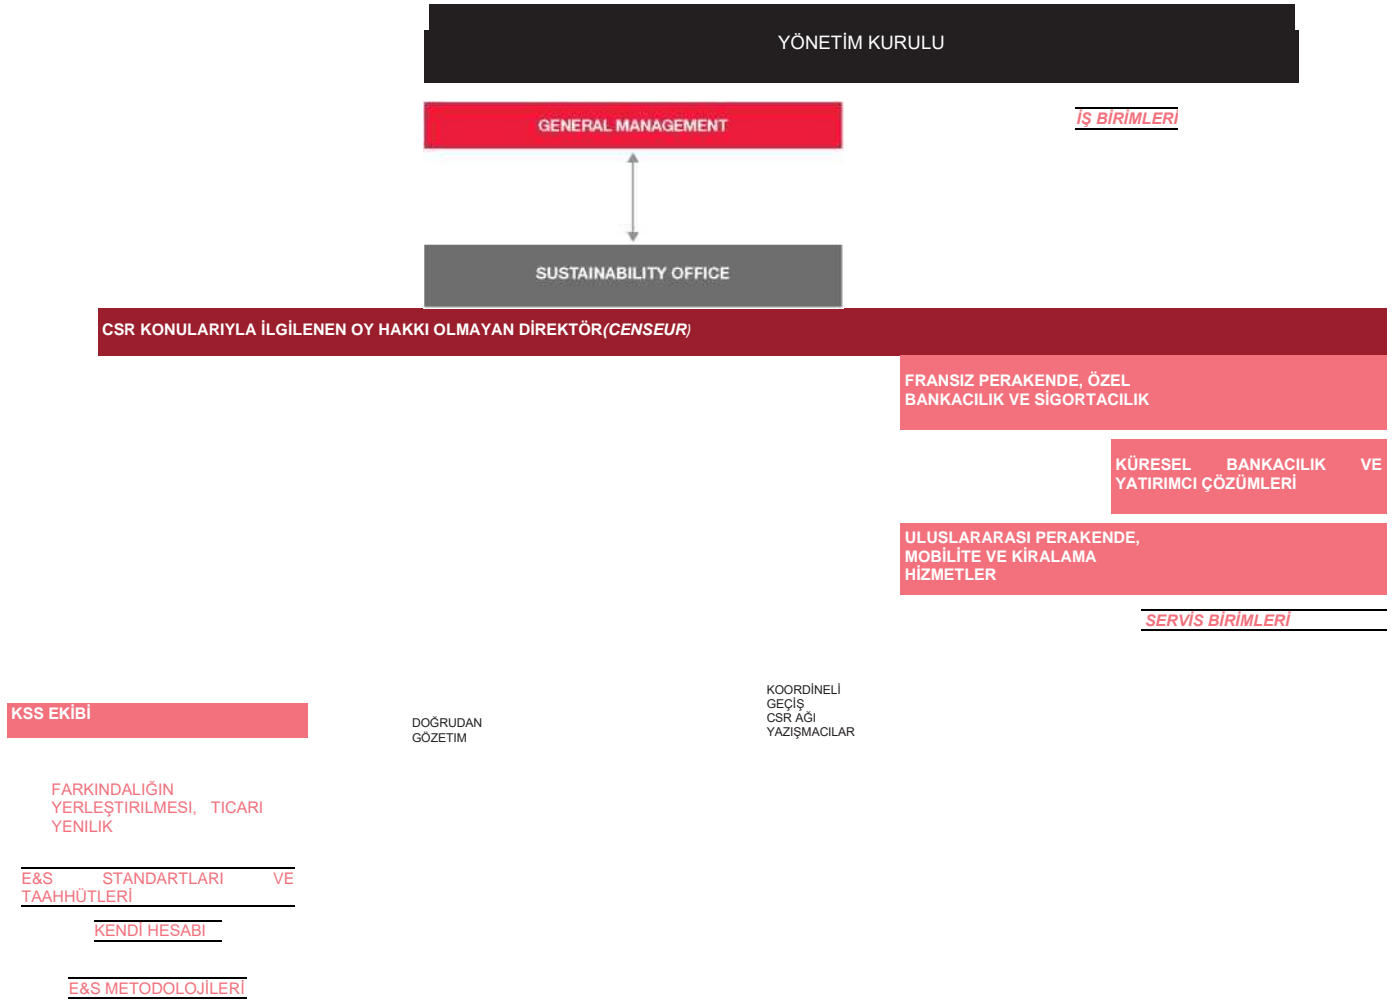 YÖNETİM KURULU
GENERAL MANAGEMENT
İŞ BİRİMLERİ
SUSTAINABILITY OFFICE
CSR KONULARIYLA İLGİLENEN OY HAKKI OLMAYAN DİREKTÖR(CENSEUR)
FRANSIZ PERAKENDE, ÖZEL
BANKACILIK VE SİGORTACILIK
KÜRESEL BANKACILIK VE
YATIRIMCI ÇÖZÜMLERİ
ULUSLARARASI PERAKENDE,
MOBİLİTE VE KİRALAMA
HİZMETLER
SERVİS BİRİMLERİ
KSS EKİBİ
DOĞRUDAN
GÖZETIM
KOORDİNELİ
GEÇİŞ
CSR AĞI
YAZIŞMACILAR
FARKINDALIĞIN
YERLEŞTIRILMESI, TICARI
YENILIK
E&S STANDARTLARI VE
TAAHHÜTLERİ
KENDİ HESABI
E&S METODOLOJİLERİ